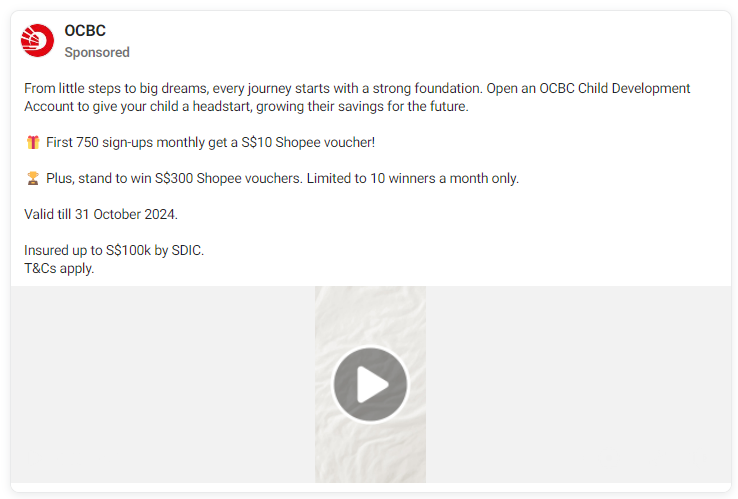 OCBC
Sponsored
From little steps to big dreams, every journey starts with a strong foundation. Open an OCBC Child Development
Account to give your child a headstart, growing their savings for the future.
🎁 First 750 sign-ups monthly get a S$10 Shopee voucher!
🏆 Plus, stand to win S$300 Shopee vouchers. Limited to 10 winners a month only.
Valid till 31 October 2024.
Insured up to S$100k by SDIC.
T&Cs apply.